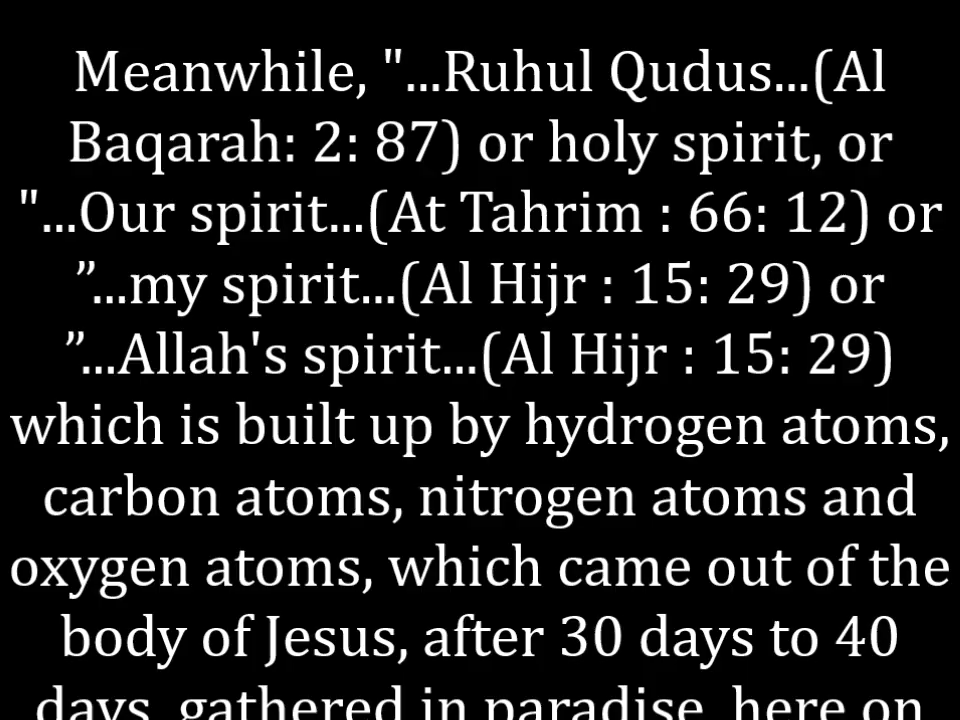 Meanwhile, "...Ruhul Qudus...(Al
Baqarah: 2: 87) or holy spirit, or
"...Our spirit...(At Tahrim : 66: 12) or
”...my spirit...(Al Hijr : 15: 29) or
”...Allah's spirit...(Al Hijr : 15: 29)
which is built up by hydrogen atoms,
carbon atoms, nitrogen atoms and
oxygen atoms, which came out of the
body of Jesus, after 30 days to 40
days, gathered in paradise, here on